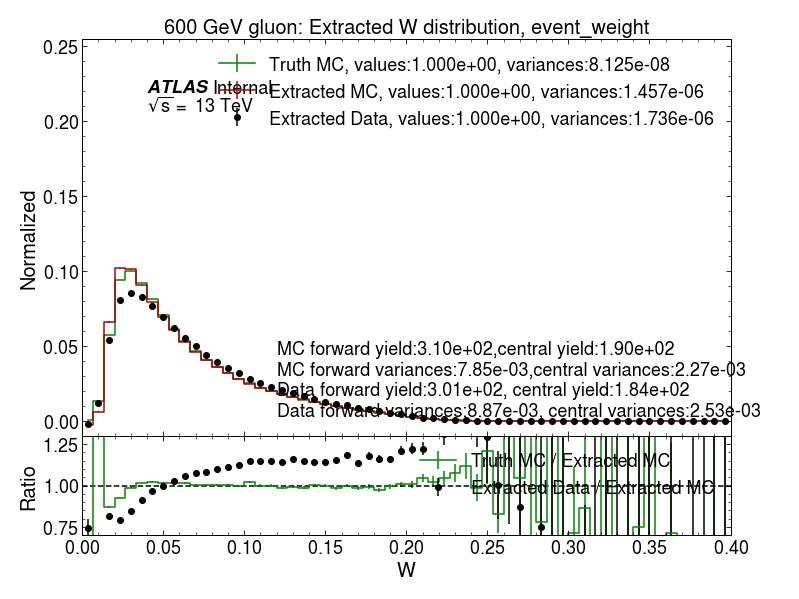 600 GeV gluon: Extracted W distribution, event_weight
0.25
0.20
0.15
0.10
0.05
0.00
Normalized
Truth MC, values:1.000e+00, variances:8.125e-08
ATLAS Internal
Extracted MC, values:1.000e+00, variances:1.457e-06
√s = 13 TeV
Extracted Data, values:1.000e+00, variances:1.736e-06
MC forward yield:3.10e+02,central yield:1.90e+02
MC forward variances:7.85e-03,central variances:2.27e-03
Data forward yield:3.01e+02, central yield:1.84e+02
Data forward variances:8.87e-03, central variances:2.53e-03
1.25
1.00
0.75
Ratio
Truth MC / Extracted MC
Extracted Data / Extracted MC
0.00 0.05 0.10 0.15 0.20 0.25 0.30 0.35 0.40
W